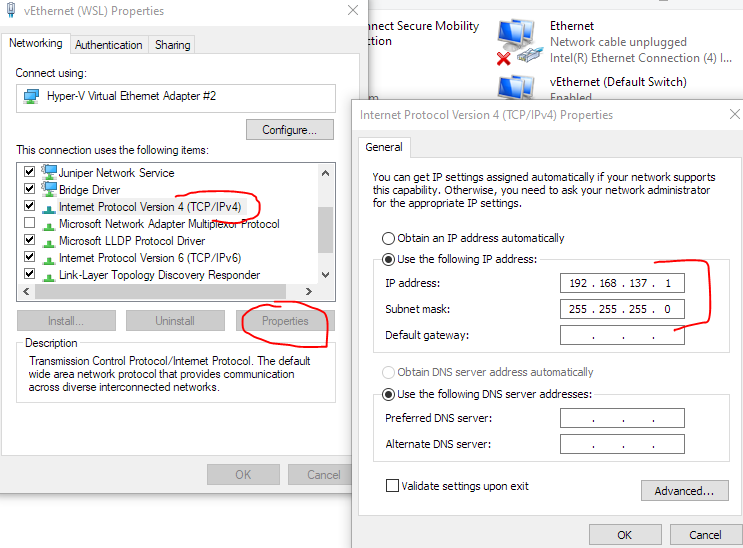 vEthernet (WSL) Properties
Networking
Authentication
Sharing
Connect using:
Hyper-V Virtual Ethernet Adapter #2
Configure...
This connection uses the following items:
Juniper Network Service
Bridge Driver
Internet Protocol Version 4 (TCP/IPv4)
Microsoft Network Adapter Multiplexor Protocol
Microsoft LLDP Protocol Driver
Internet Protocol Version 6 (TCP/IPv6)
Link-Layer Topology Discovery Responder
Install...
Uninstall
Properties
Description
Transmission Control Protocol/Internet Protocol. The default
wide area network protocol that provides communication
across diverse interconnected networks.
OK
Cancel
nnect Secure Mobility
ction
Ethernet
Network cable unplugged
Intel(R) Ethernet Connection (4) I...
vEthernet (Default Switch)
Enabled
Internet Protocol Version 4 (TCP/IPv4) Properties
General
You can get IP settings assigned automatically if your network supports
this capability. Otherwise, you need to ask your network administrator
for the appropriate IP settings.
Obtain an IP address automatically
Use the following IP address:
IP address:
192 . 168 . 137 . 1
Subnet mask:
255 . 255 . 255 . 0
Default gateway:
. . .
Obtain DNS server address automatically
Use the following DNS server addresses:
Preferred DNS server:
. . .
Alternate DNS server:
. . .
Validate settings upon exit
Advanced...
OK
Cancel